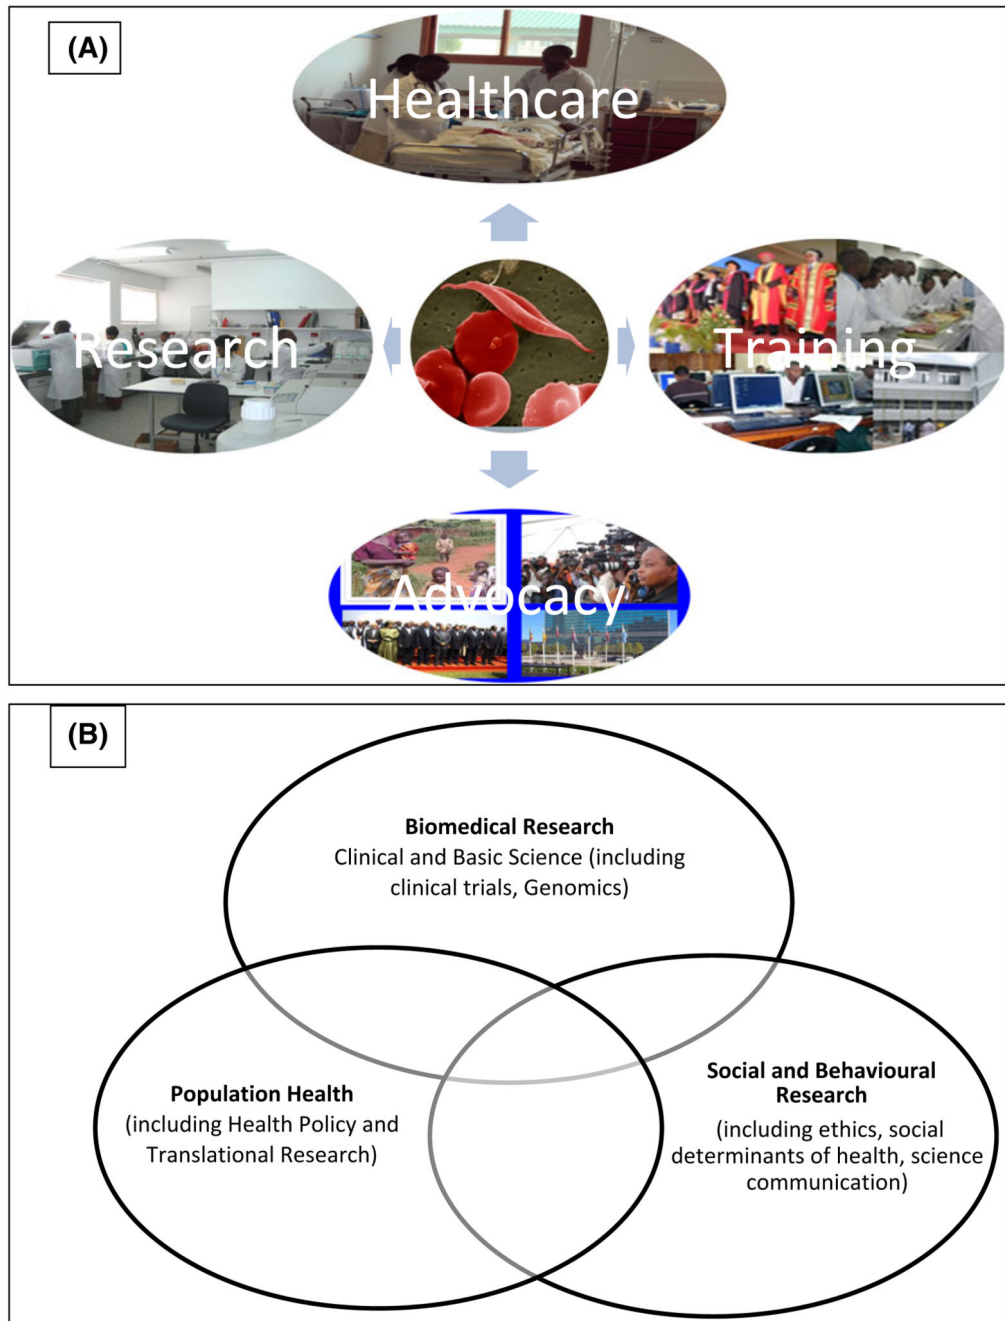 (A)
Healthcare
Research
Training
Advocacy
(B)
Biomedical Research
Clinical and Basic Science (including
clinical trials, Genomics)
Population Health
(including Health Policy and
Translational Research)
Social and Behavioural
Research
(including ethics, social
determinants of health, science
communication)